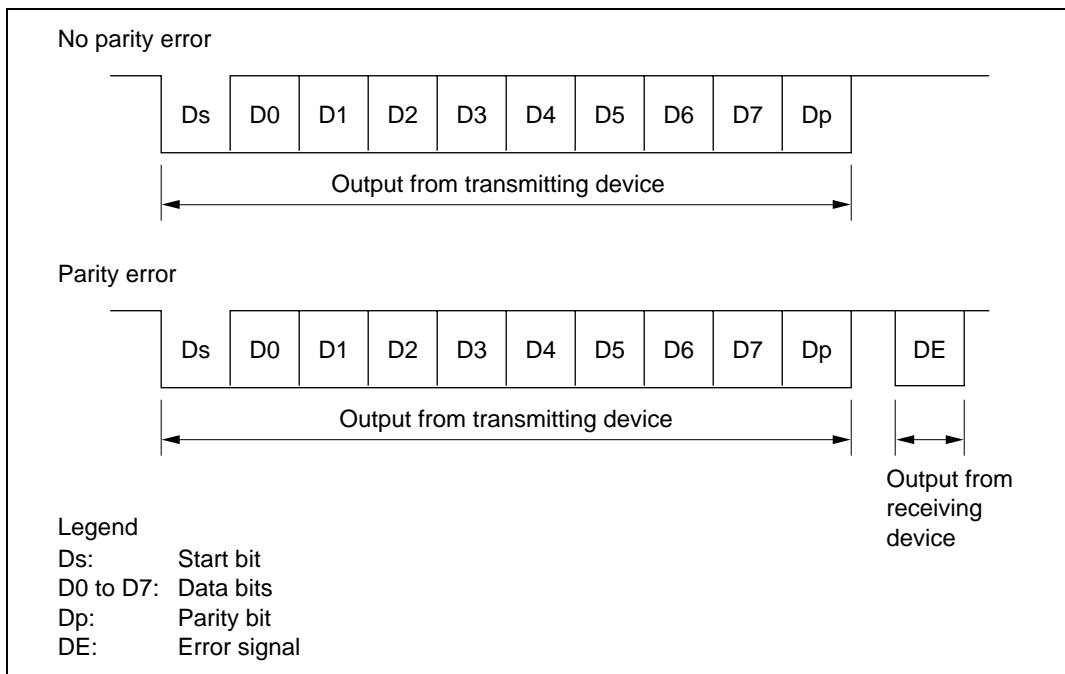 No parity error
Ds D0 D1 D2 D3 D4 D5 D6 D7 Dp
Output from transmitting device
Parity error
Ds D0 D1 D2 D3 D4 D5 D6 D7 Dp DE
Output from transmitting device
Output from
receiving
device
Legend
Ds: Start bit
D0 to D7: Data bits
Dp: Parity bit
DE: Error signal